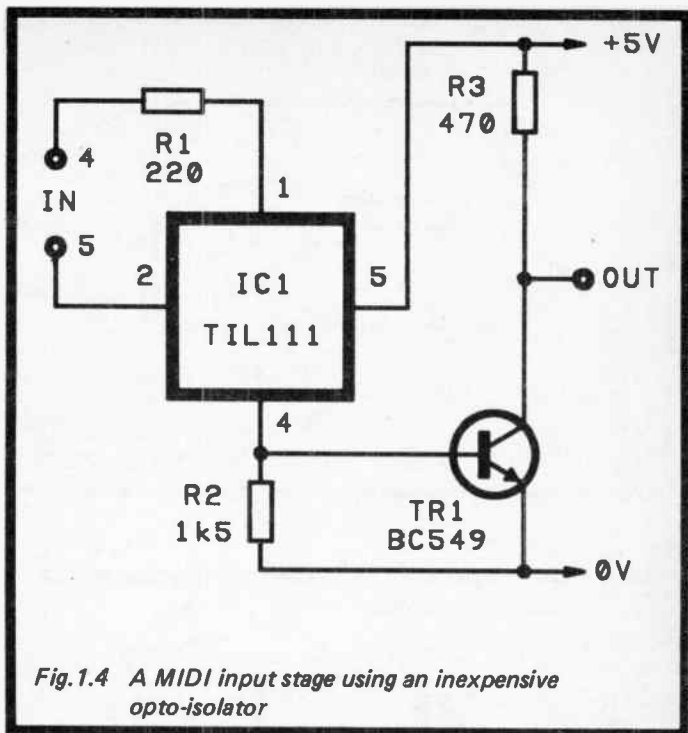 +5V
R3
470
R1
220
4
IN
5
1
2
IC1
TIL111
5
OUT
4
R2
1k5
TR1
BC549
0V
Fig.1.4 A MIDI input stage using an inexpensive
opto-isolator